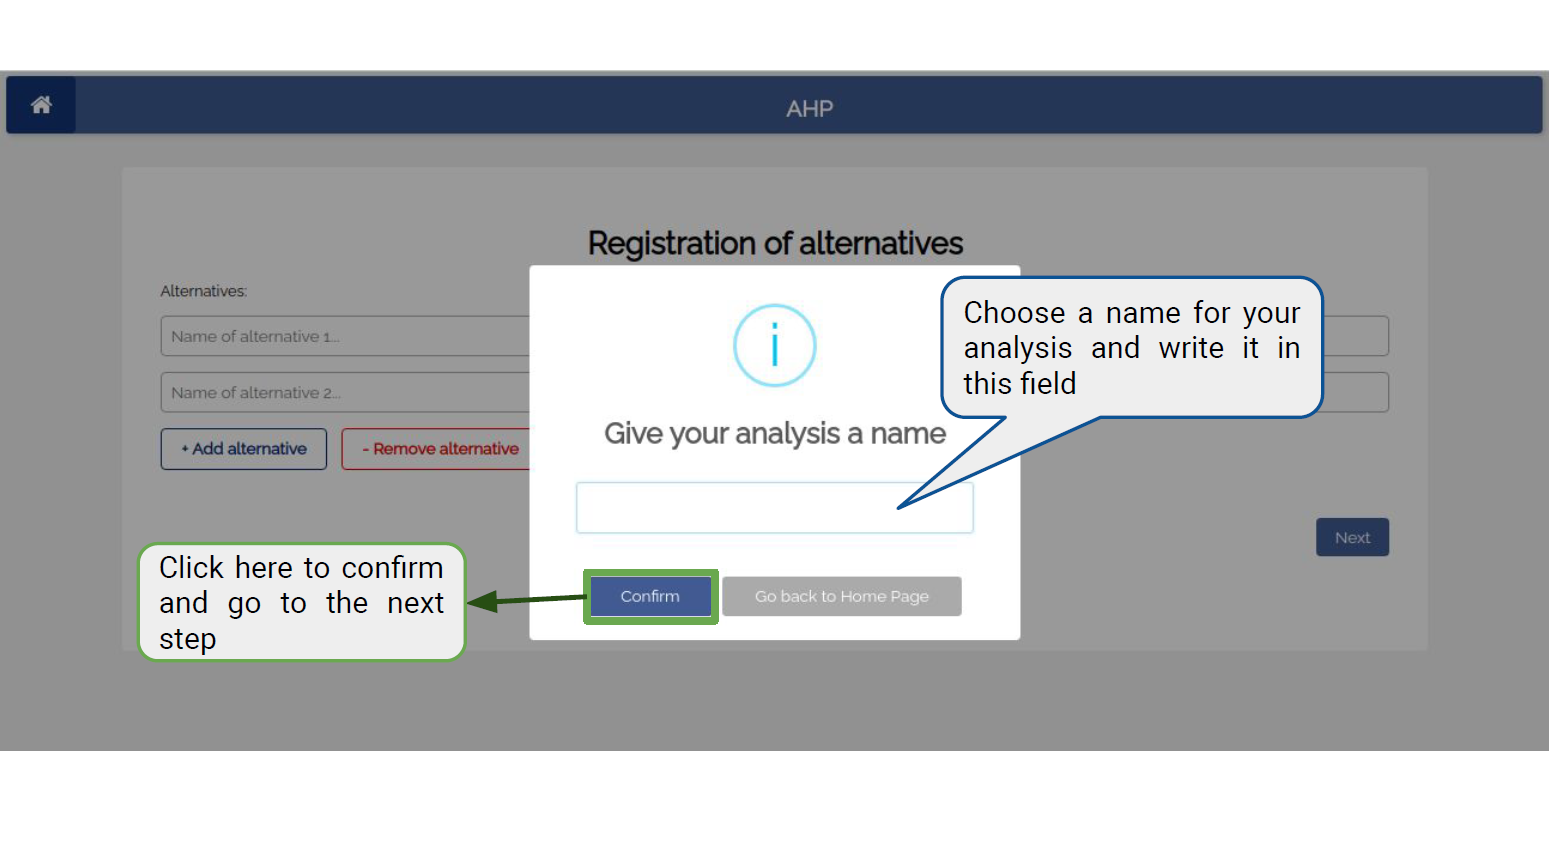 AHP
Registration of alternatives
Alternatives:
Name of alternative 1...
Name of alternative 2...
+ Add alternative
- Remove alternative
i
Give your analysis a name
Choose a name for your
analysis and write it in
this field
Next
Click here to confirm
and go to the next
step
Confirm
Go back to Home Page